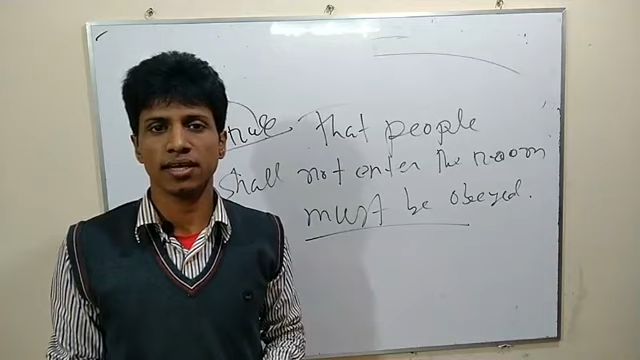 rule that people
shall not enter the room
must be obeyed.